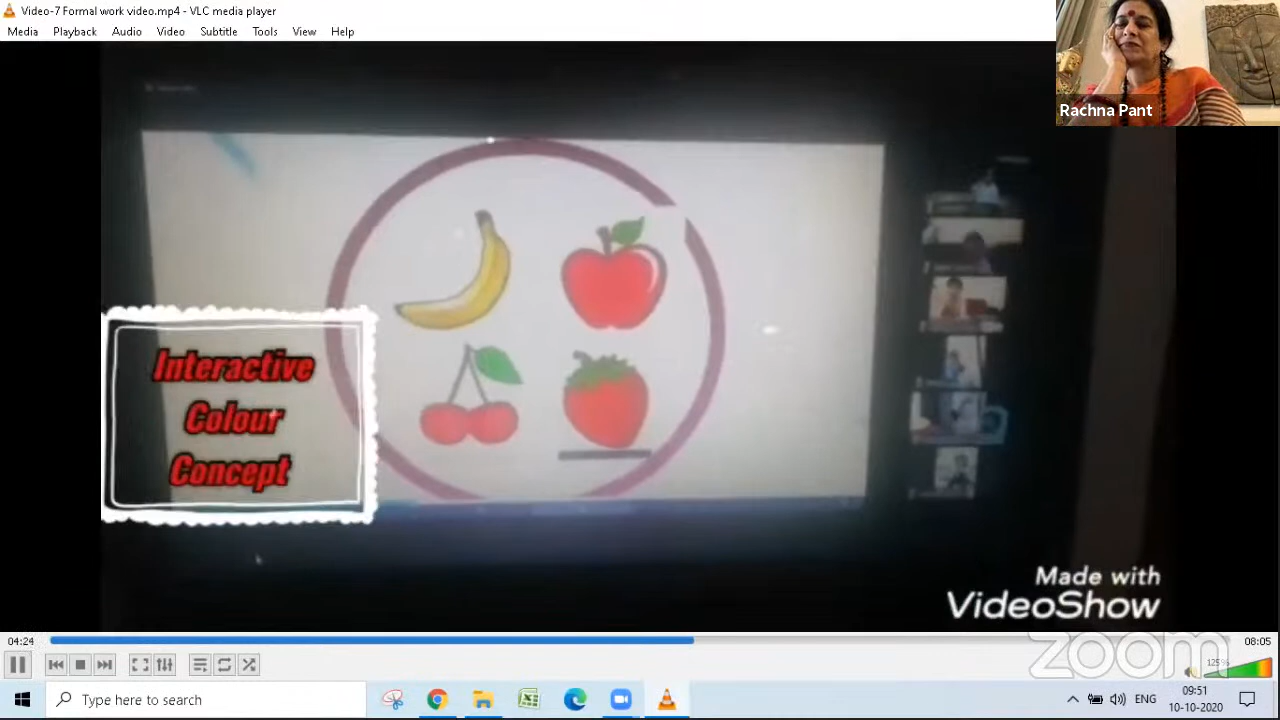 Video-7 Formal work video.mp4 - VLC media player
Media Playback Audio Video Subtitle Tools View Help
Rachna Pant
Interactive
Colour
Concept
Made with
VideoShow
zoom
04:24
08:05
125%
Type here to search
ENG
09:51
10-10-2020